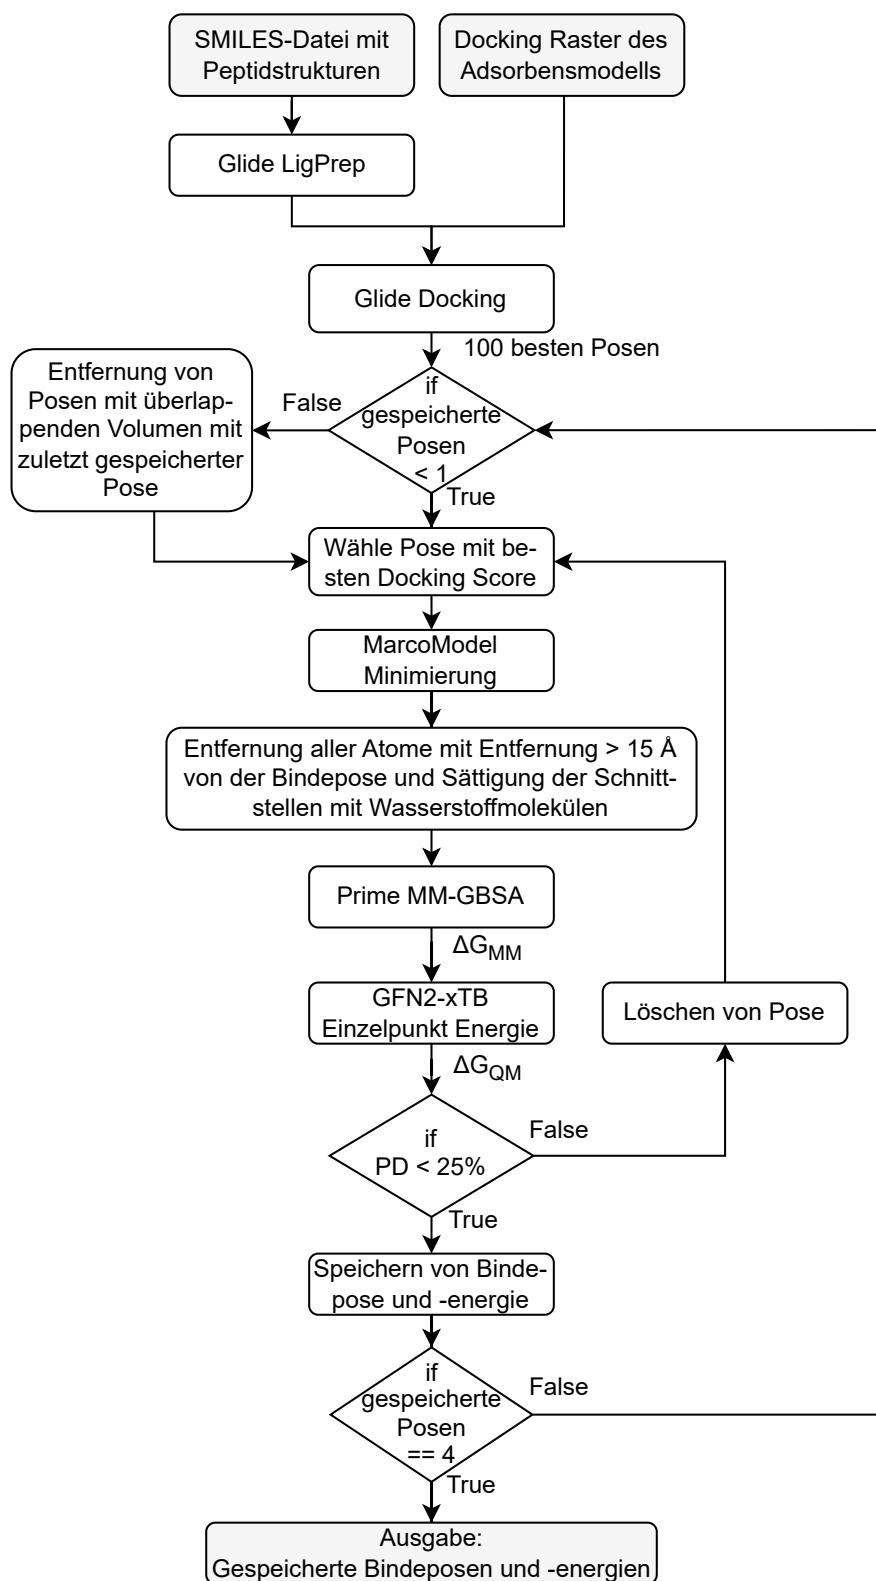 SMILES-Datei mit
Peptidstrukturen
Docking Raster des
Adsorbensmodells
Glide LigPrep
Glide Docking
100 besten Posen
if
gespeicherte
Posen
< 1
False
True
Entfernung von
Posen mit überlap-
penden Volumen mit
zuletzt gespeicherter
Pose
Wähle Pose mit be-
sten Docking Score
MarcoModel
Minimierung
Entfernung aller Atome mit Entfernung > 15 Å
von der Bindepose und Sättigung der Schnitt-
stellen mit Wasserstoffmolekülen
Prime MM-GBSA
ΔG_MM
GFN2-xTB
Einzelpunkt Energie
Löschen von Pose
ΔG_QM
if
PD < 25%
False
True
Speichern von Binde-
pose und -energie
if
gespeicherte
Posen
== 4
False
True
Ausgabe:
Gespeicherte Bindeposen und -energien